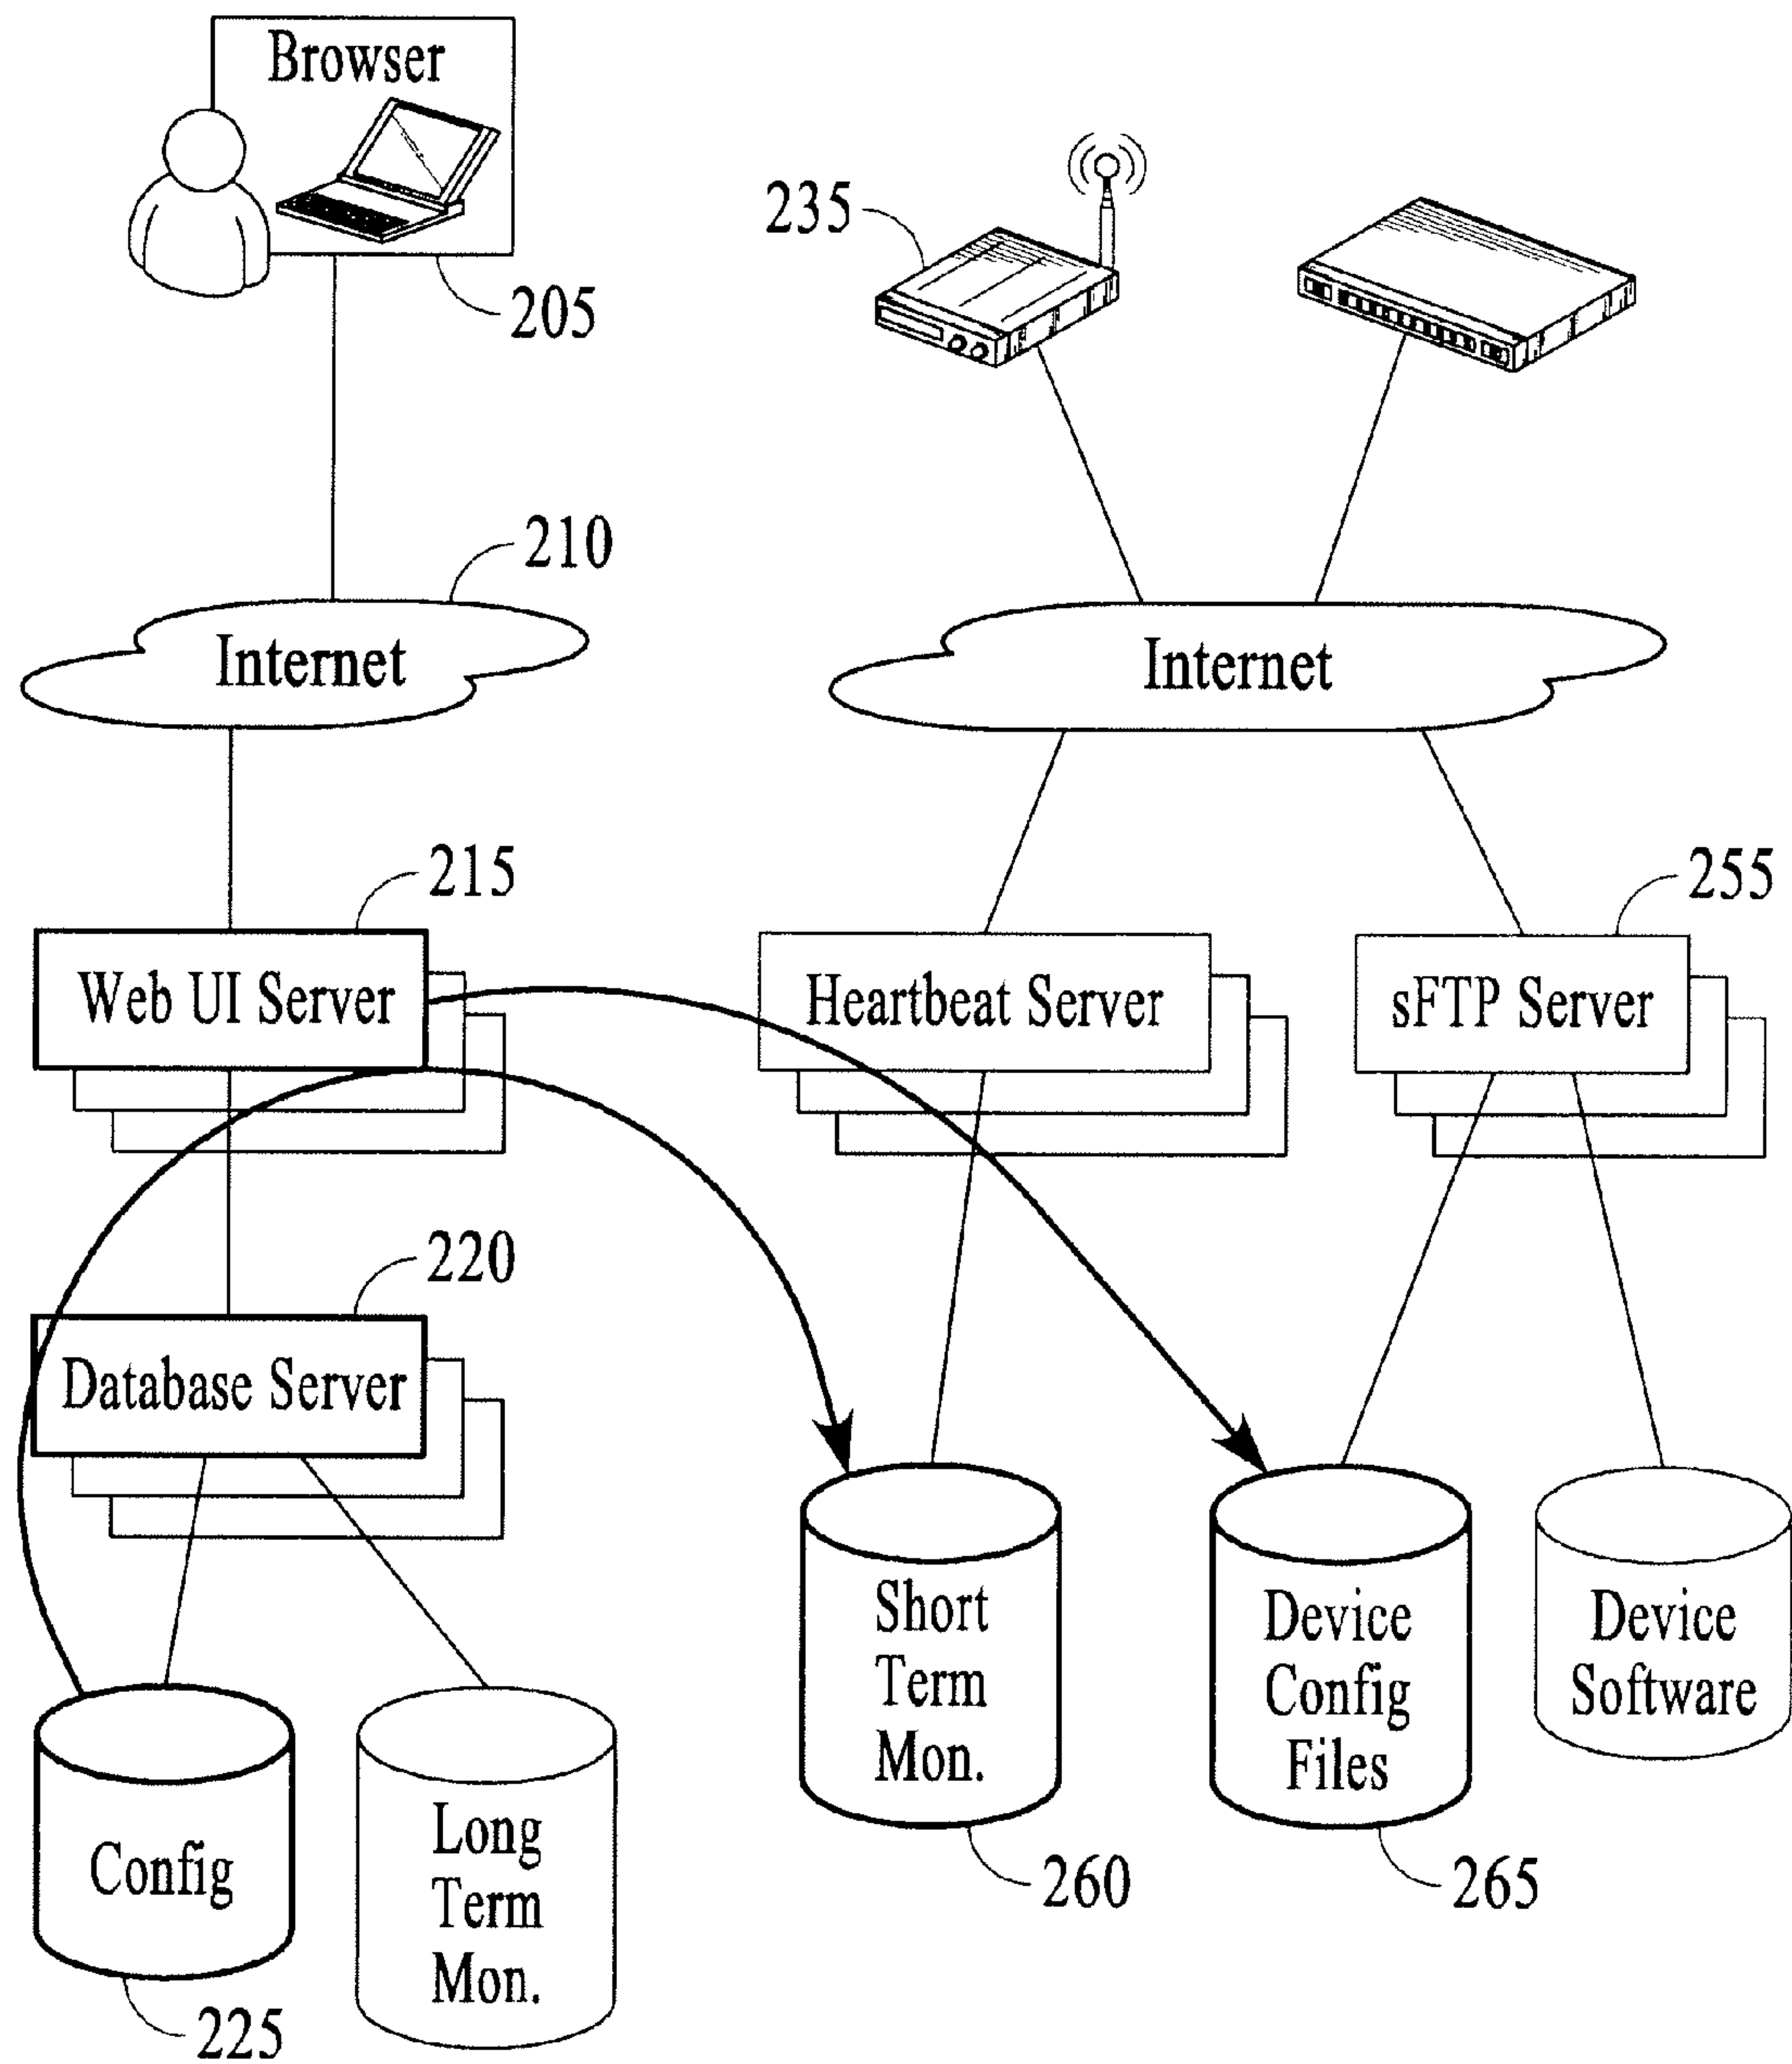 Browser
205
235
210
Internet
Internet
215
255
Web UI Server
Heartbeat Server
sFTP Server
220
Database Server
Short
Term
Mon.
Device
Config
Files
Device
Software
Config
Long
Term
Mon.
260
265
225